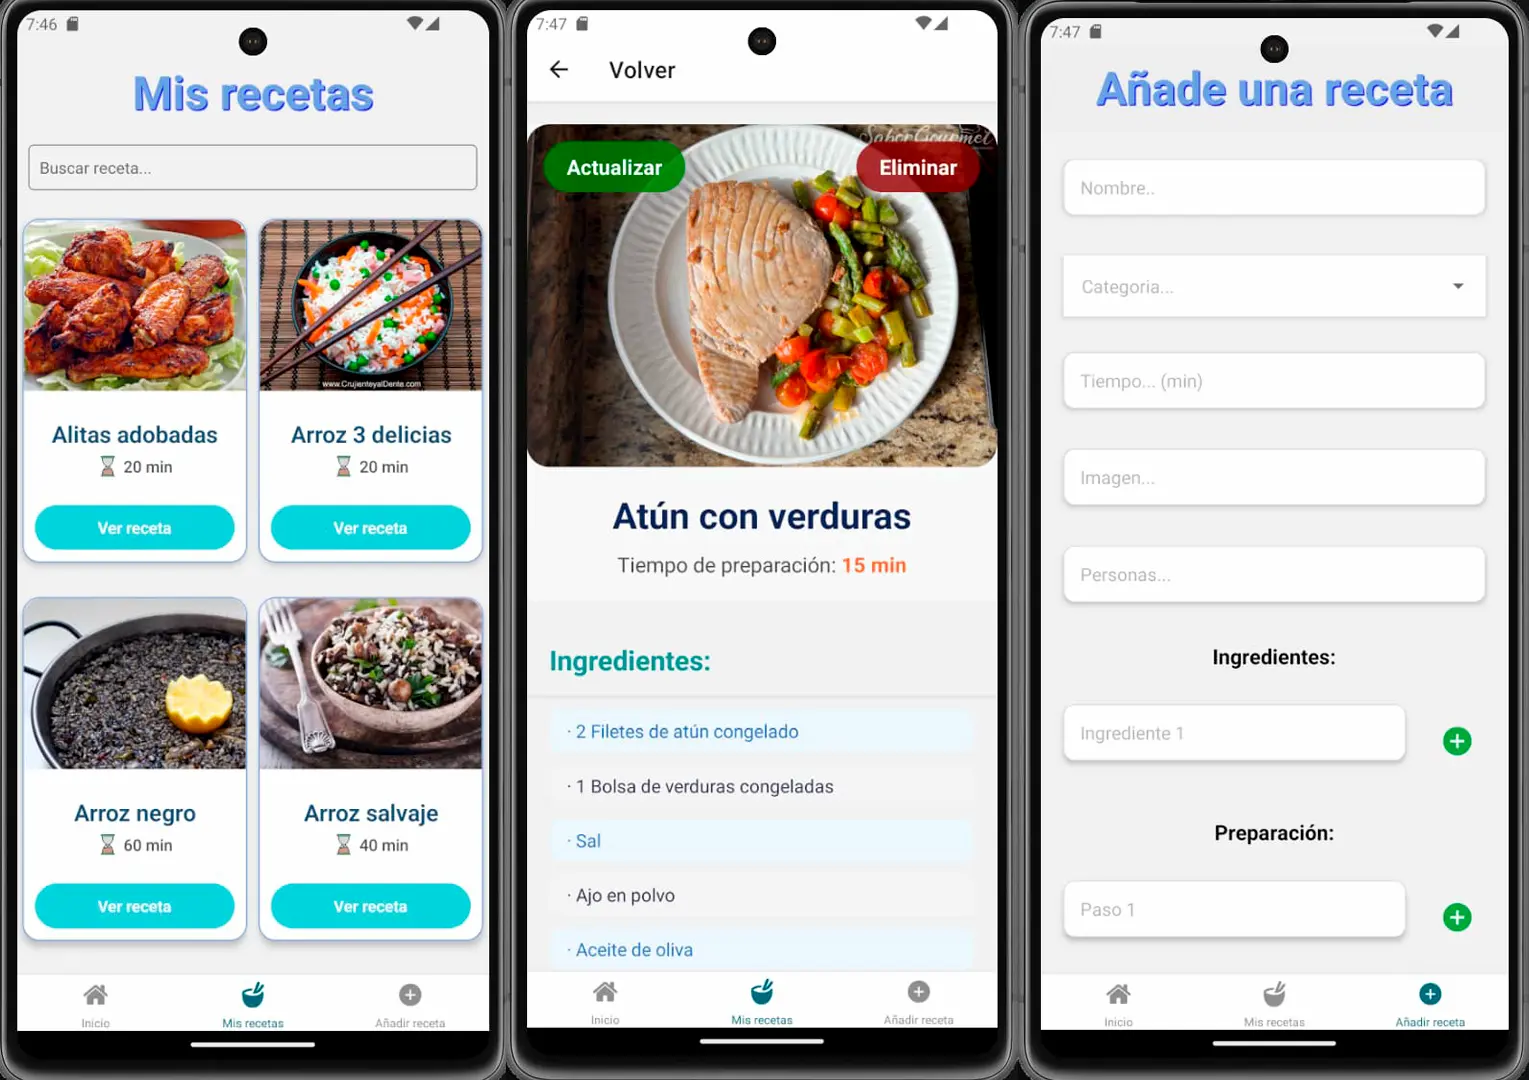 7:46
Mis recetas
Buscar receta...
Alitas adobadas
20 min
Ver receta
www.CrujienteyalDente.com
Arroz 3 delicias
20 min
Ver receta
Arroz negro
60 min
Ver receta
Arroz salvaje
40 min
Ver receta
Inicio
Mis recetas
Añadir receta
7:47
Volver
SaborGourmet
Actualizar
Eliminar
Atún con verduras
Tiempo de preparación: 15 min
Ingredientes:
· 2 Filetes de atún congelado
· 1 Bolsa de verduras congeladas
· Sal
· Ajo en polvo
· Aceite de oliva
Inicio
Mis recetas
Añadir receta
7:47
Añade una receta
Nombre..
Categoria...
Tiempo... (min)
Imagen...
Personas...
Ingredientes:
Ingrediente 1
Preparación:
Paso 1
Inicio
Mis recetas
Añadir receta